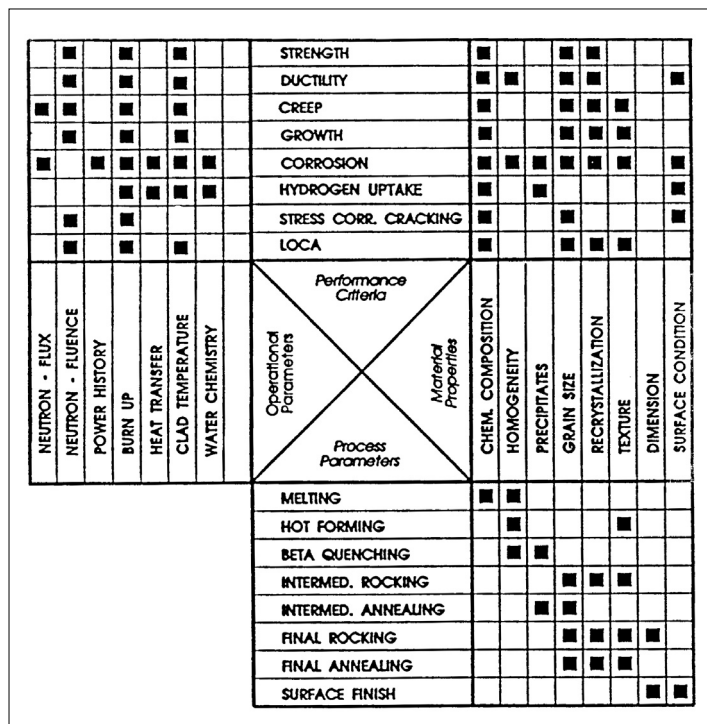 STRENGTH
DUCTILITY
CREEP
GROWTH
CORROSION
HYDROGEN UPTAKE
STRESS CORR. CRACKING
LOCA
NEUTRON - FLUX
NEUTRON - FLUENCE
POWER HISTORY
BURN UP
HEAT TRANSFER
CLAD TEMPERATURE
WATER CHEMISTRY
Performance
Criteria
Operational
Parameters
Material
Properties
Process
Parameters
CHEM. COMPOSITION
HOMOGENEITY
PRECIPITATES
GRAIN SIZE
RECRYSTALLIZATION
TEXTURE
DIMENSION
SURFACE CONDITION
MELTING
HOT FORMING
BETA QUENCHING
INTERMED. ROCKING
INTERMED. ANNEALING
FINAL ROCKING
FINAL ANNEALING
SURFACE FINISH